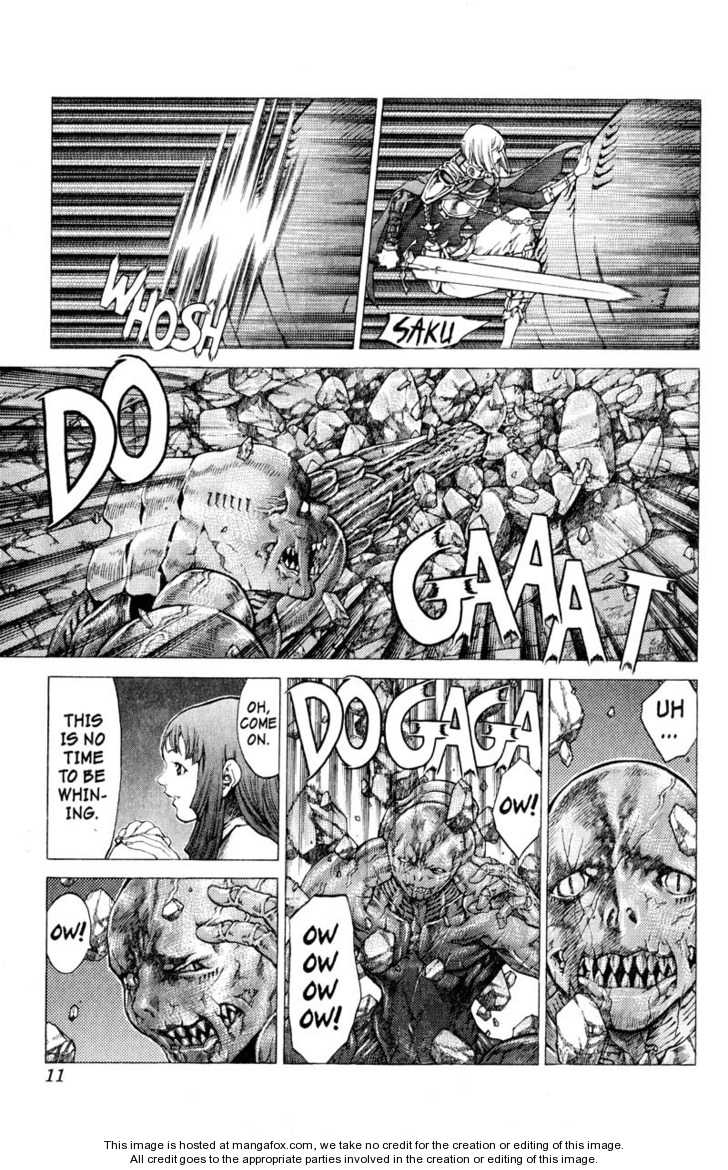 SAKU
WHOSH
DO
GAAAT
UH
...
DOGAGA
OW!
OW
OW
OW
OW!
OH,
COME
ON.
THIS
IS NO
TIME
TO BE
WHIN-
ING.
OW!
11
This image is hosted at mangafox.com, we take no credit for the creation or editing of this image.
All credit goes to the appropriate parties involved in the creation or editing of this image.